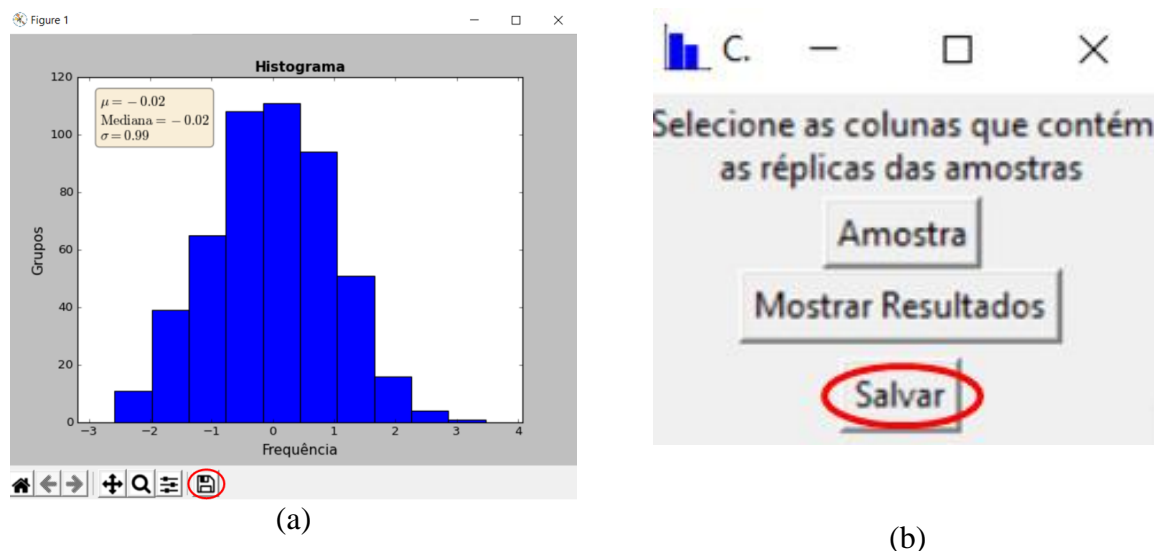 Figure 1
Histograma
μ = − 0.02
Mediana = − 0.02
σ = 0.99
120
100
80
60
40
20
0
Grupos
−3 −2 −1 0 1 2 3 4
Frequência
(a)
C.
Selecione as colunas que contém
as réplicas das amostras
Amostra
Mostrar Resultados
Salvar
(b)